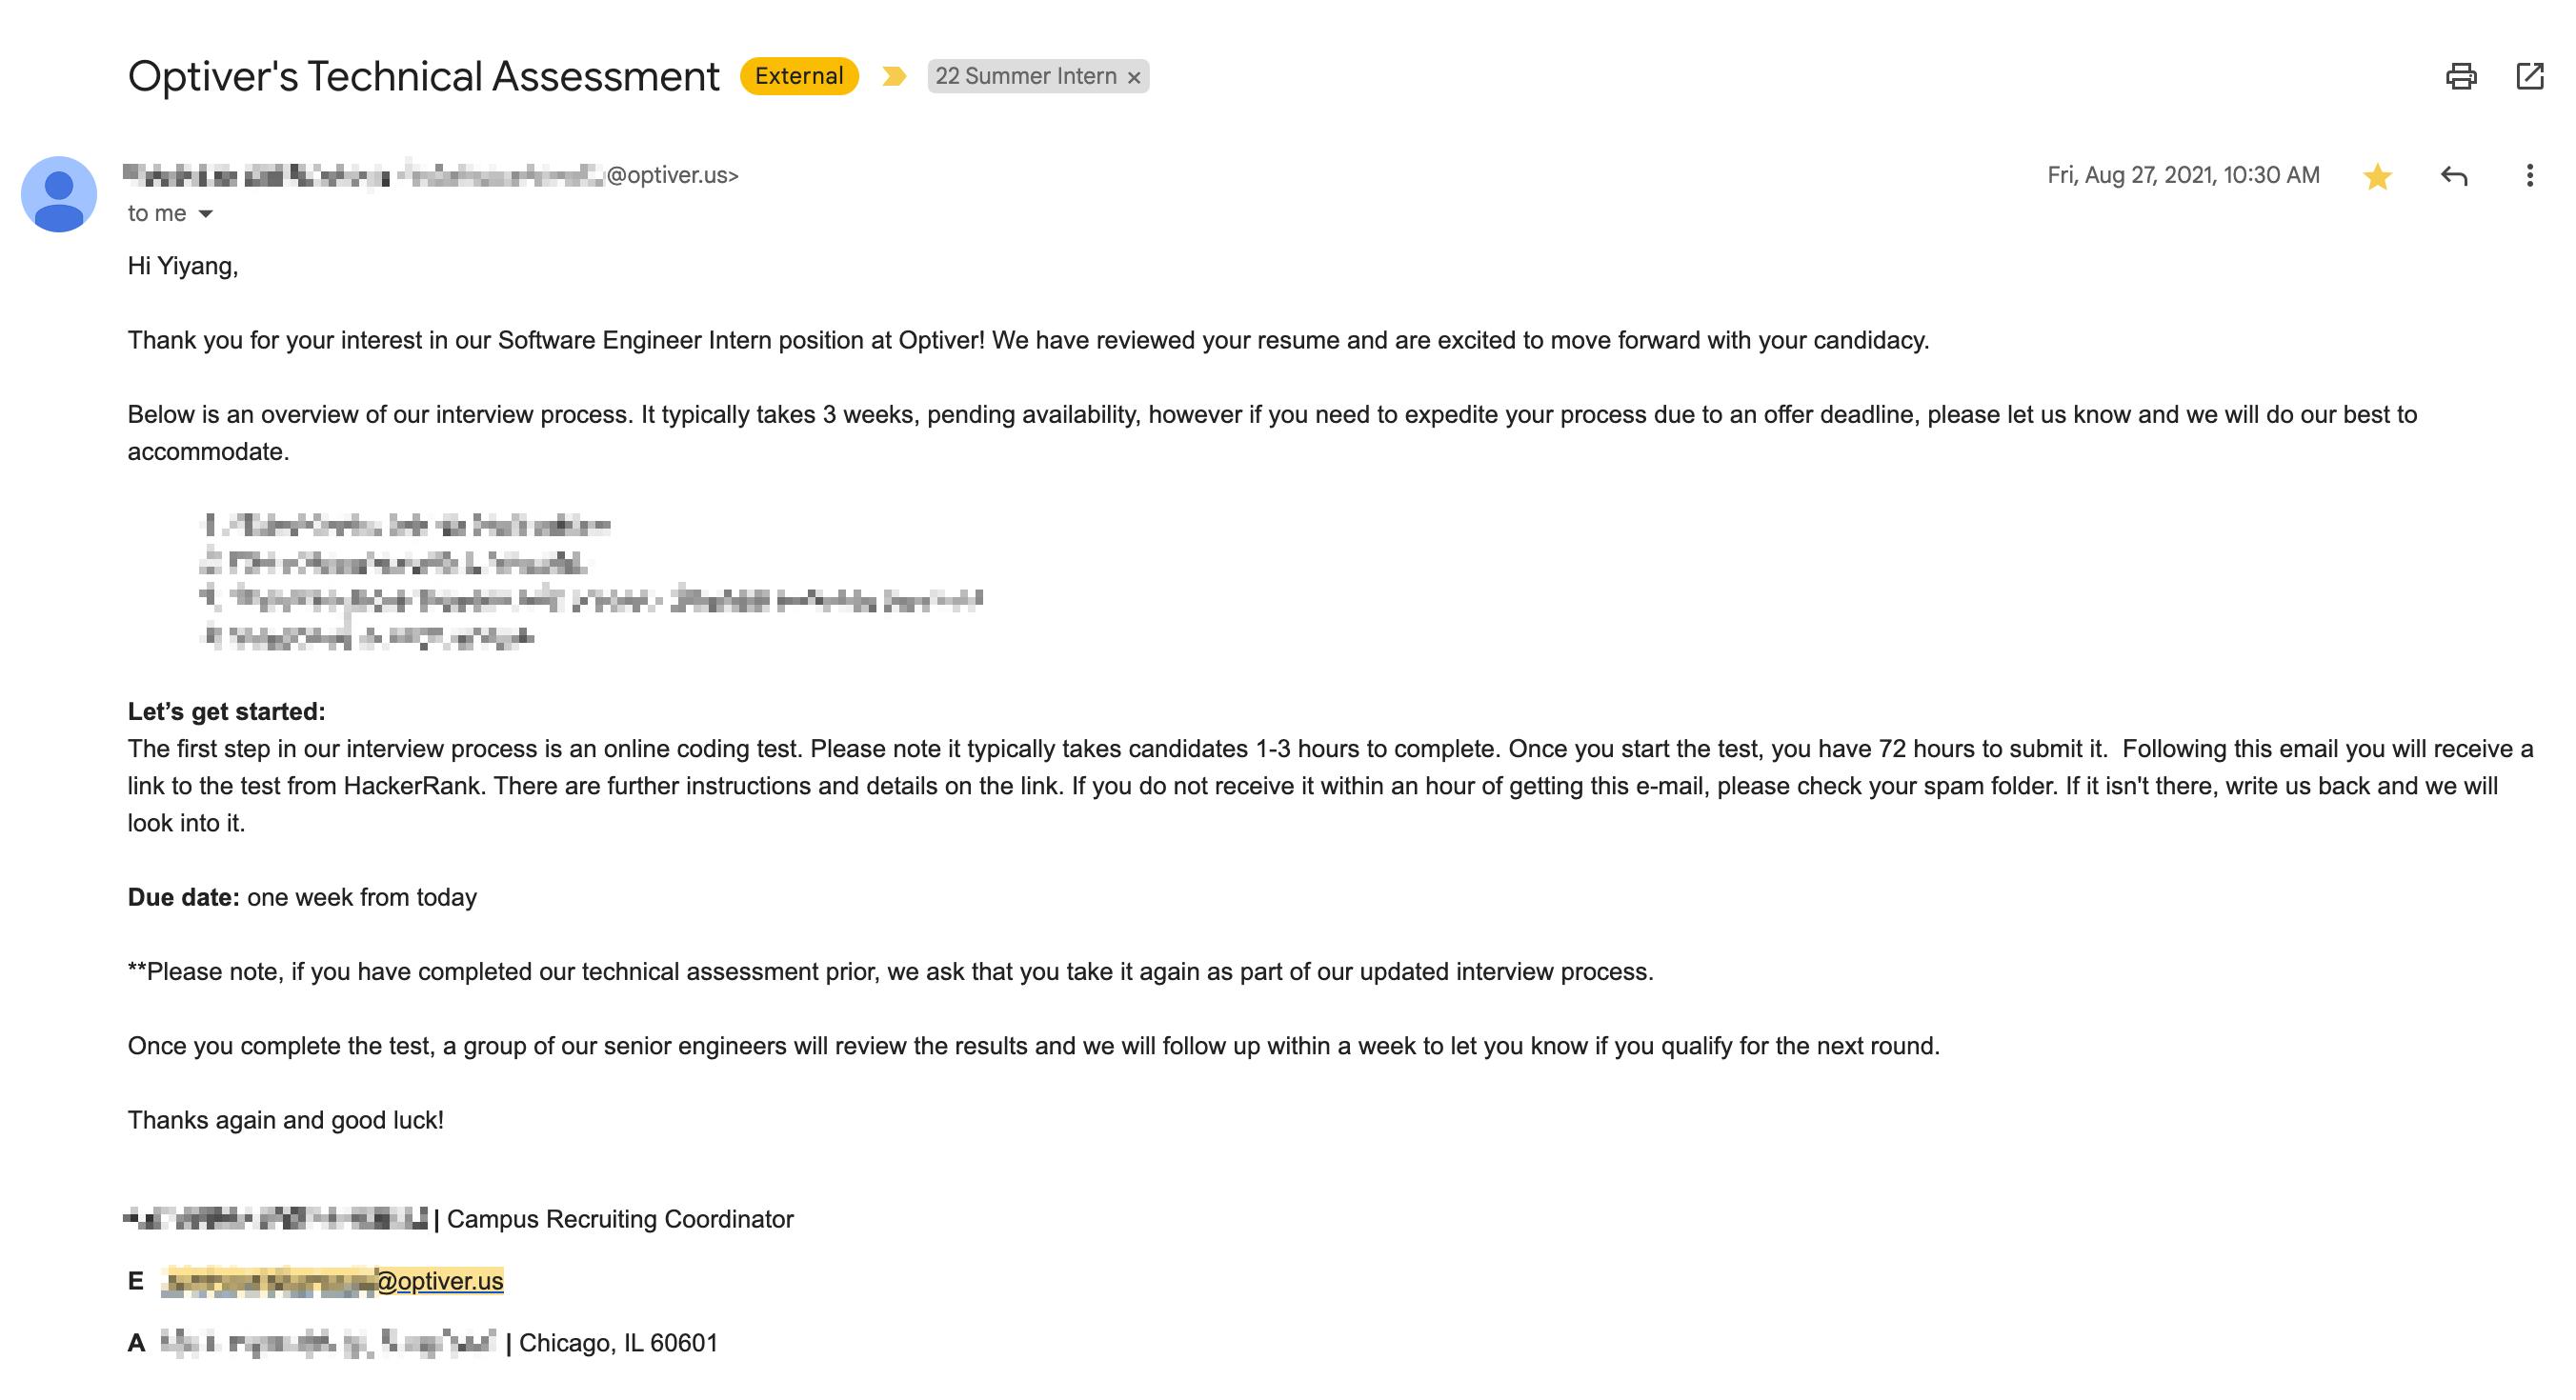 Optiver's Technical Assessment External 22 Summer Intern ×
@optiver.us> Fri, Aug 27, 2021, 10:30 AM
to me
Hi Yiyang,
Thank you for your interest in our Software Engineer Intern position at Optiver! We have reviewed your resume and are excited to move forward with your candidacy.
Below is an overview of our interview process. It typically takes 3 weeks, pending availability, however if you need to expedite your process due to an offer deadline, please let us know and we will do our best to
accommodate.
Let’s get started:
The first step in our interview process is an online coding test. Please note it typically takes candidates 1-3 hours to complete. Once you start the test, you have 72 hours to submit it.  Following this email you will receive a
link to the test from HackerRank. There are further instructions and details on the link. If you do not receive it within an hour of getting this e-mail, please check your spam folder. If it isn't there, write us back and we will
look into it.
Due date: one week from today
**Please note, if you have completed our technical assessment prior, we ask that you take it again as part of our updated interview process.
Once you complete the test, a group of our senior engineers will review the results and we will follow up within a week to let you know if you qualify for the next round.
Thanks again and good luck!
| Campus Recruiting Coordinator
E @optiver.us
A | Chicago, IL 60601